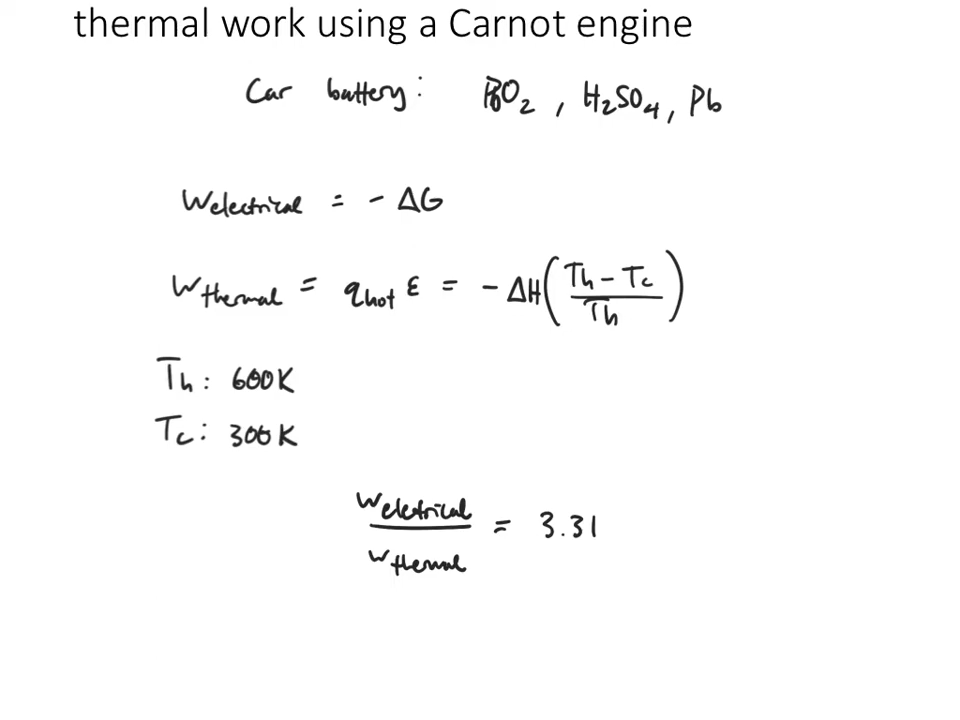 thermal work using a Carnot engine
Car battery: PbO₂, H₂SO₄, Pb
Welectrical = - ΔG
Wthermal = qhot ε = - ΔH(Th - Tc / Th)
Th: 600K
Tc: 300K
Weletrical / Wthermal = 3.31